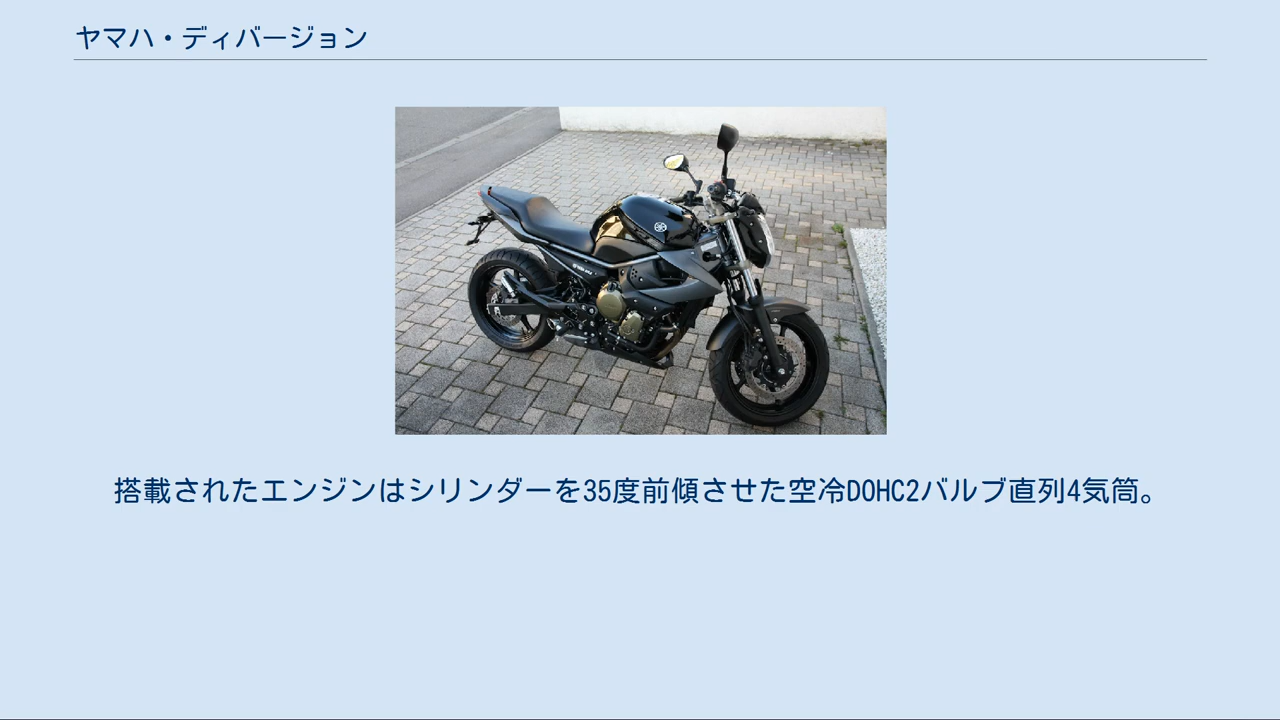 ヤマハ・ディバージョン
搭載されたエンジンはシリンダーを35度前傾させた空冷DOHC2バルブ直列4気筒。